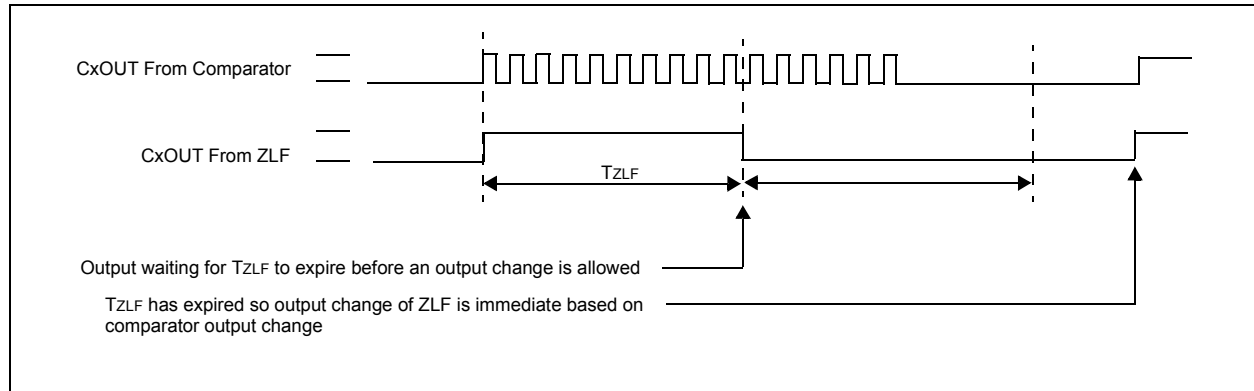 CxOUT From Comparator
CxOUT From ZLF
TZLF
Output waiting for TZLF to expire before an output change is allowed
TZLF has expired so output change of ZLF is immediate based on
comparator output change